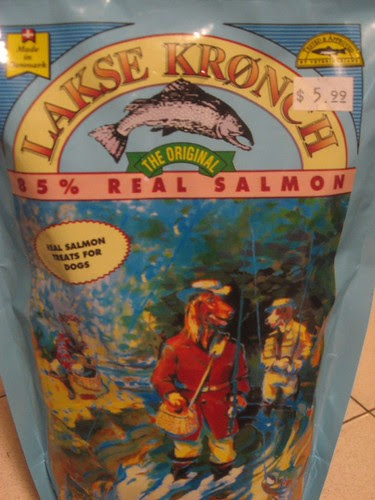 Made in
Denmark
LAKSE KRØNCH
$ 5.99
THE ORIGINAL
85% REAL SALMON
REAL SALMON
TREATS FOR
DOGS